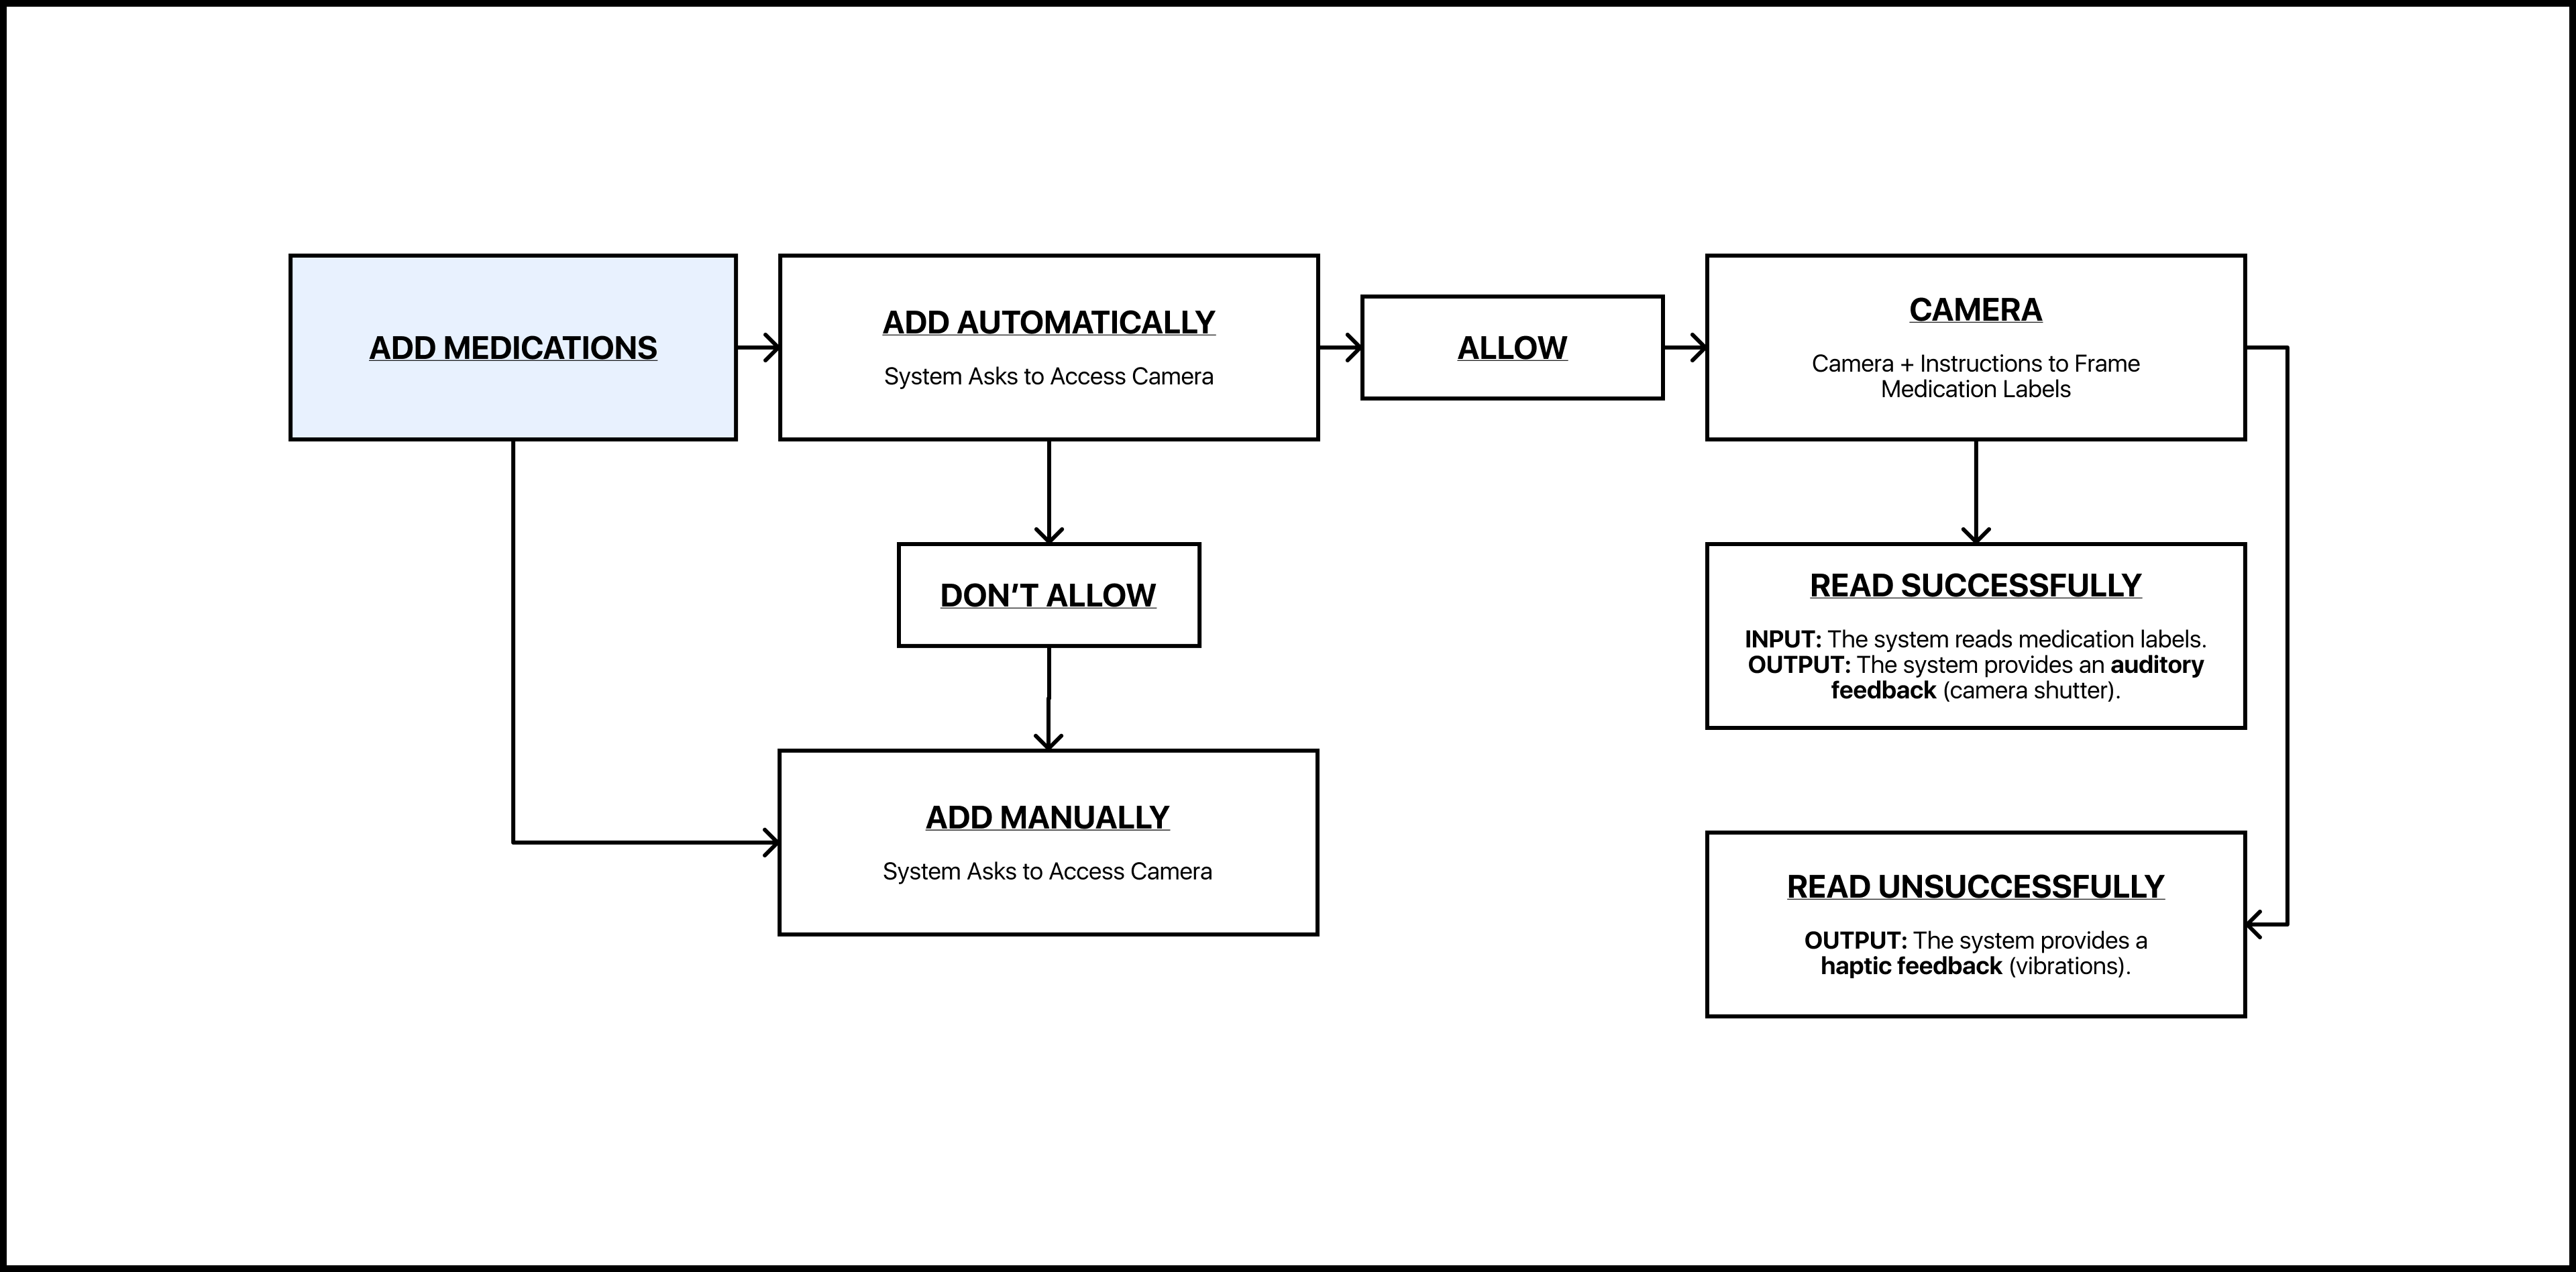 ADD MEDICATIONS
ADD AUTOMATICALLY
System Asks to Access Camera
ALLOW
CAMERA
Camera + Instructions to Frame
Medication Labels
DON’T ALLOW
READ SUCCESSFULLY
INPUT: The system reads medication labels.
OUTPUT: The system provides an auditory
feedback (camera shutter).
ADD MANUALLY
System Asks to Access Camera
READ UNSUCCESSFULLY
OUTPUT: The system provides a
haptic feedback (vibrations).